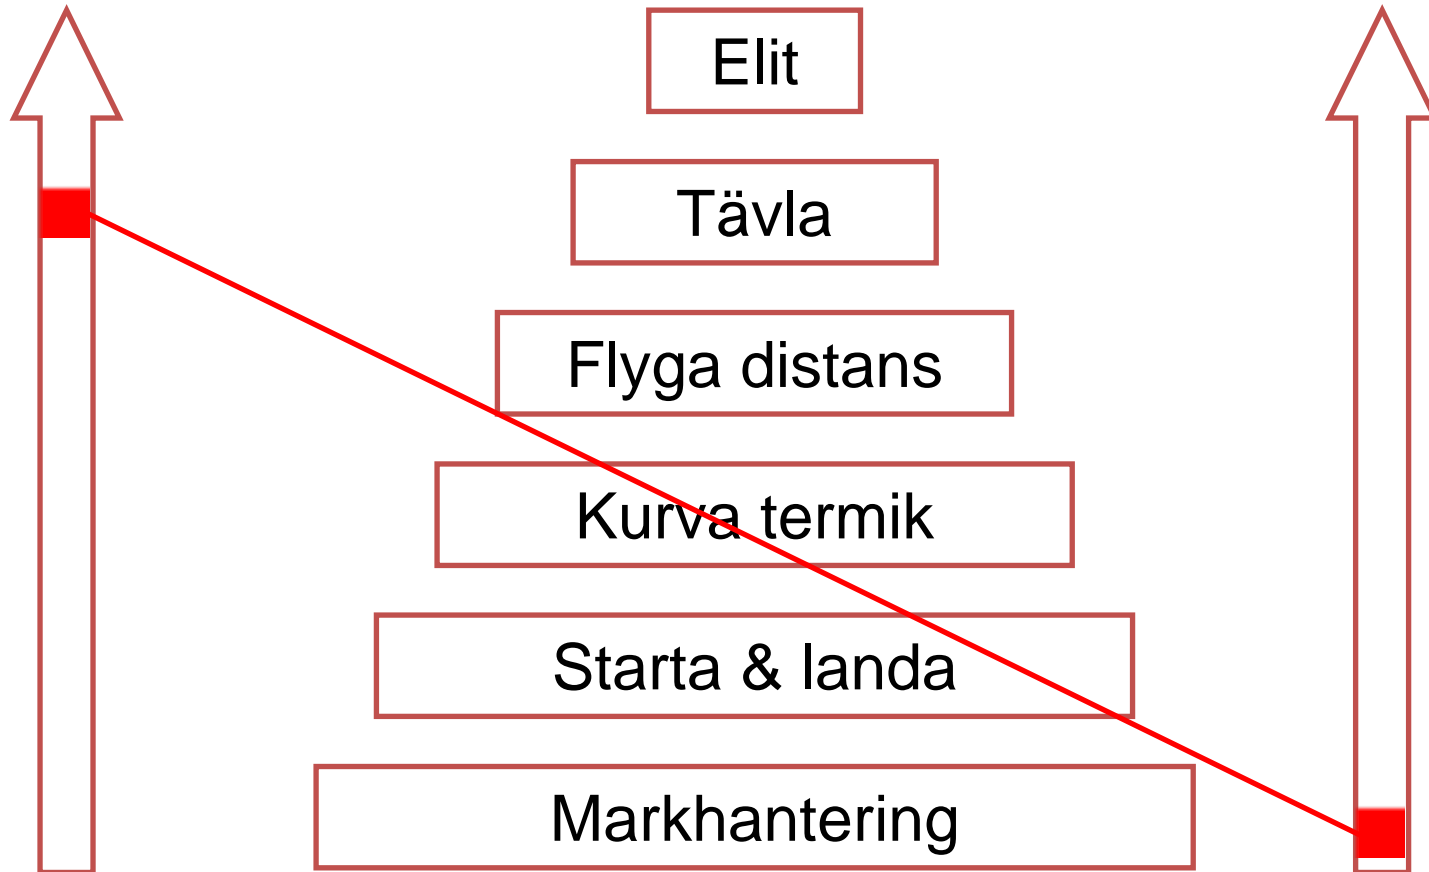 Elit
Tävla
Flyga distans
Kurva termik
Starta & landa
Markhantering